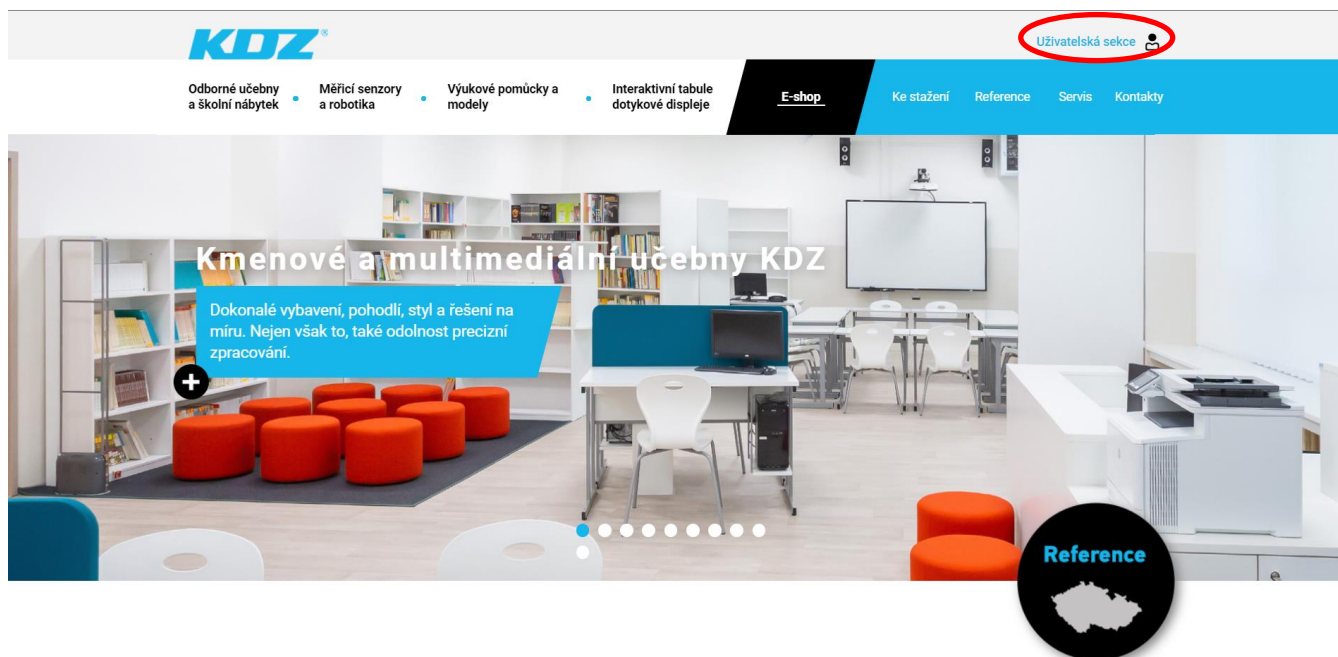 KDZ®
Uživatelská sekce
Odborné učebny
a školní nábytek
Měřicí senzory
a robotika
Výukové pomůcky a
modely
Interaktivní tabule
dotykové displeje
E-shop
Ke stažení
Reference
Servis
Kontakty
Kmenové a multimediální učebny KDZ
Dokonalé vybavení, pohodlí, styl a řešení na
míru. Nejen však to, také odolnost precizní
zpracování.
Reference